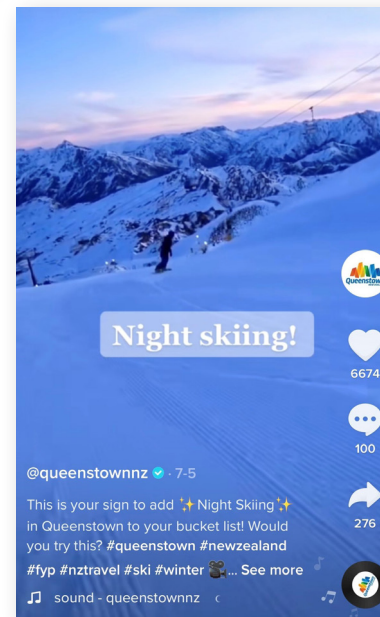 Night skiing!
Queenstown
6674
100
276
@queenstownnz · 7-5
This is your sign to add ✨Night Skiing✨
in Queenstown to your bucket list! Would
you try this? #queenstown #newzealand
#fyp #nztravel #ski #winter 🎥... See more
sound - queenstownnz